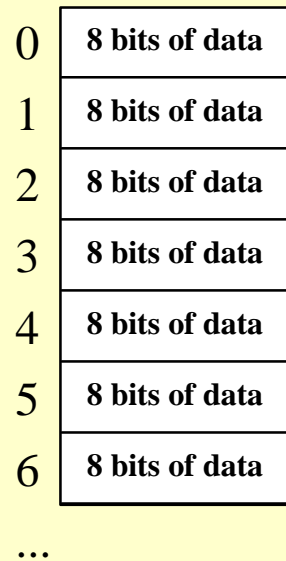 0 8 bits of data
1 8 bits of data
2 8 bits of data
3 8 bits of data
4 8 bits of data
5 8 bits of data
6 8 bits of data
...